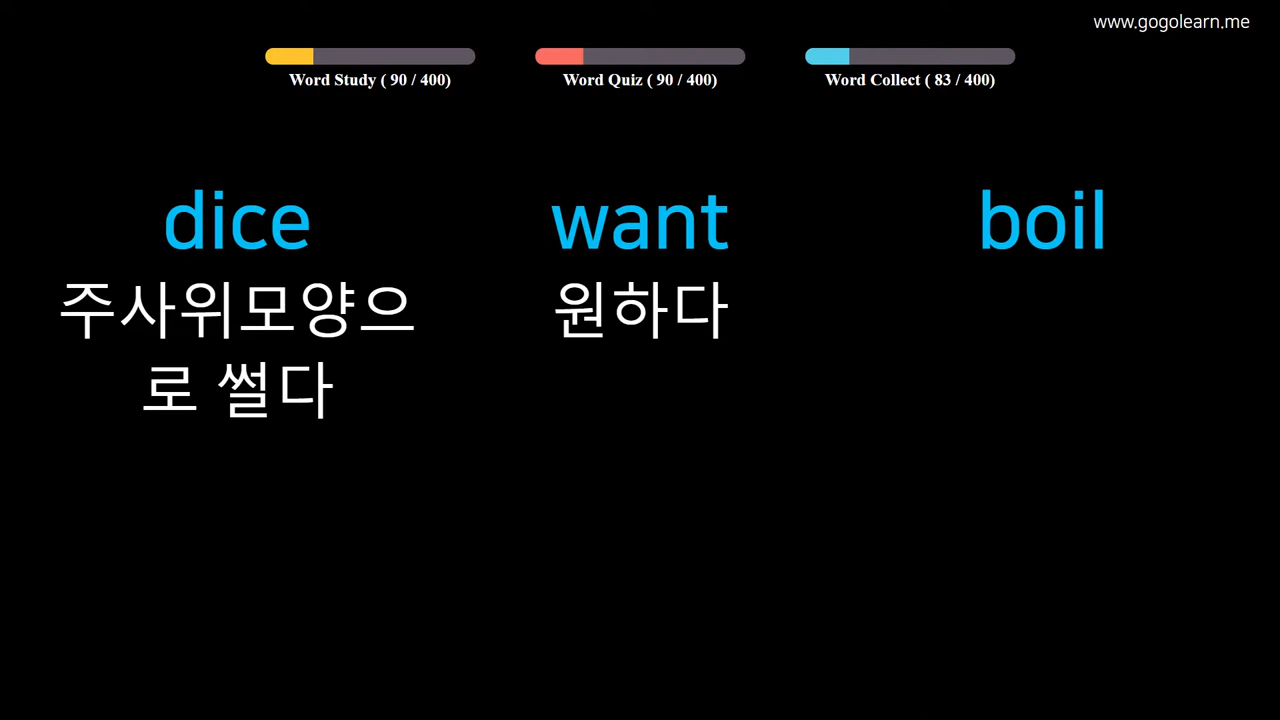 www.gogolearn.me
Word Study ( 90 / 400)
Word Quiz ( 90 / 400)
Word Collect ( 83 / 400)
dice
want
boil
주사위모양으
로 썰다
원하다